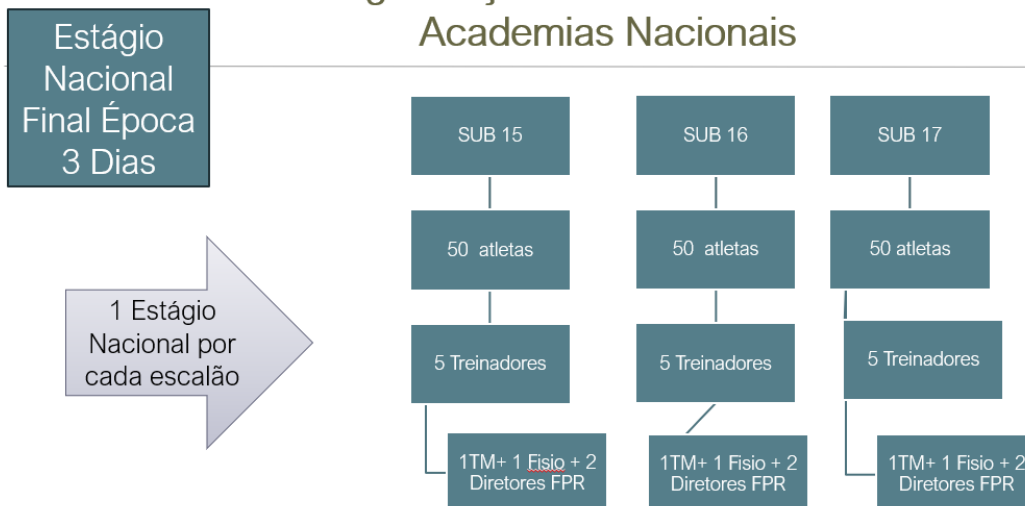 Academias Nacionais
Estágio
Nacional
Final Época
3 Dias
SUB 15
SUB 16
SUB 17
50 atletas
50 atletas
50 atletas
1 Estágio
Nacional por
cada escalão
5 Treinadores
5 Treinadores
5 Treinadores
1TM+ 1 Fisio + 2
Diretores FPR
1TM+ 1 Fisio + 2
Diretores FPR
1TM+ 1 Fisio + 2
Diretores FPR